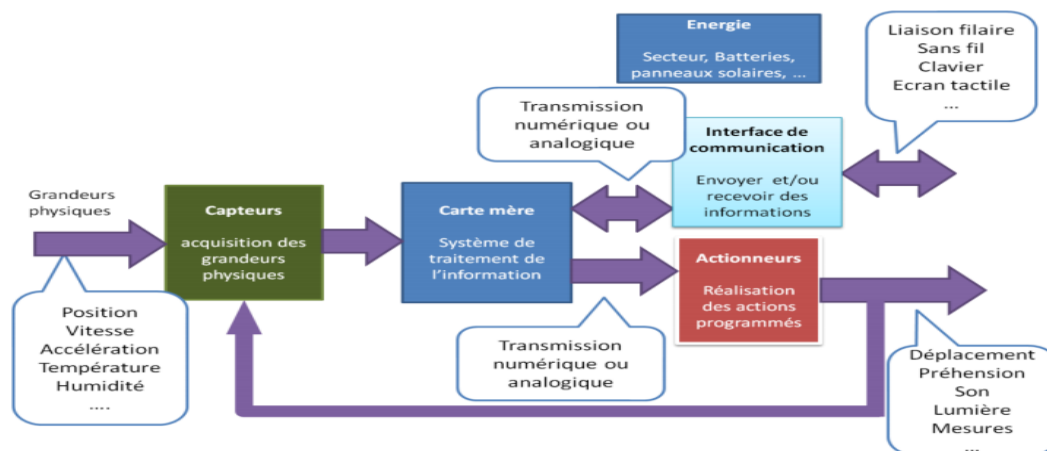 Energie
Secteur, Batteries,
panneaux solaires, ...
Liaison filaire
Sans fil
Clavier
Ecran tactile
...
Transmission
numérique ou
analogique
Interface de
communication
Envoyer et/ou
recevoir des
informations
Grandeurs
physiques
Capteurs
acquisition des
grandeurs
physiques
Carte mère
Système de
traitement de
l'information
Actionneurs
Réalisation
des actions
programmés
Position
Vitesse
Accélération
Température
Humidité
....
Transmission
numérique ou
analogique
Déplacement
Préhension
Son
Lumière
Mesures
...